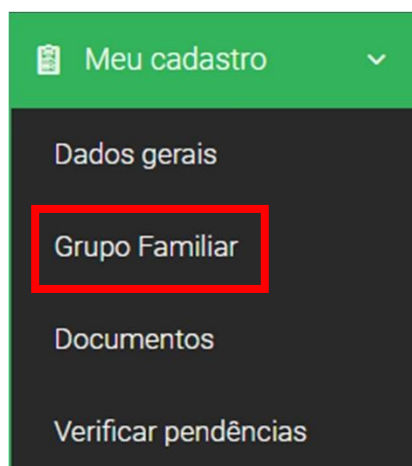 Meu cadastro
Dados gerais
Grupo Familiar
Documentos
Verificar pendências